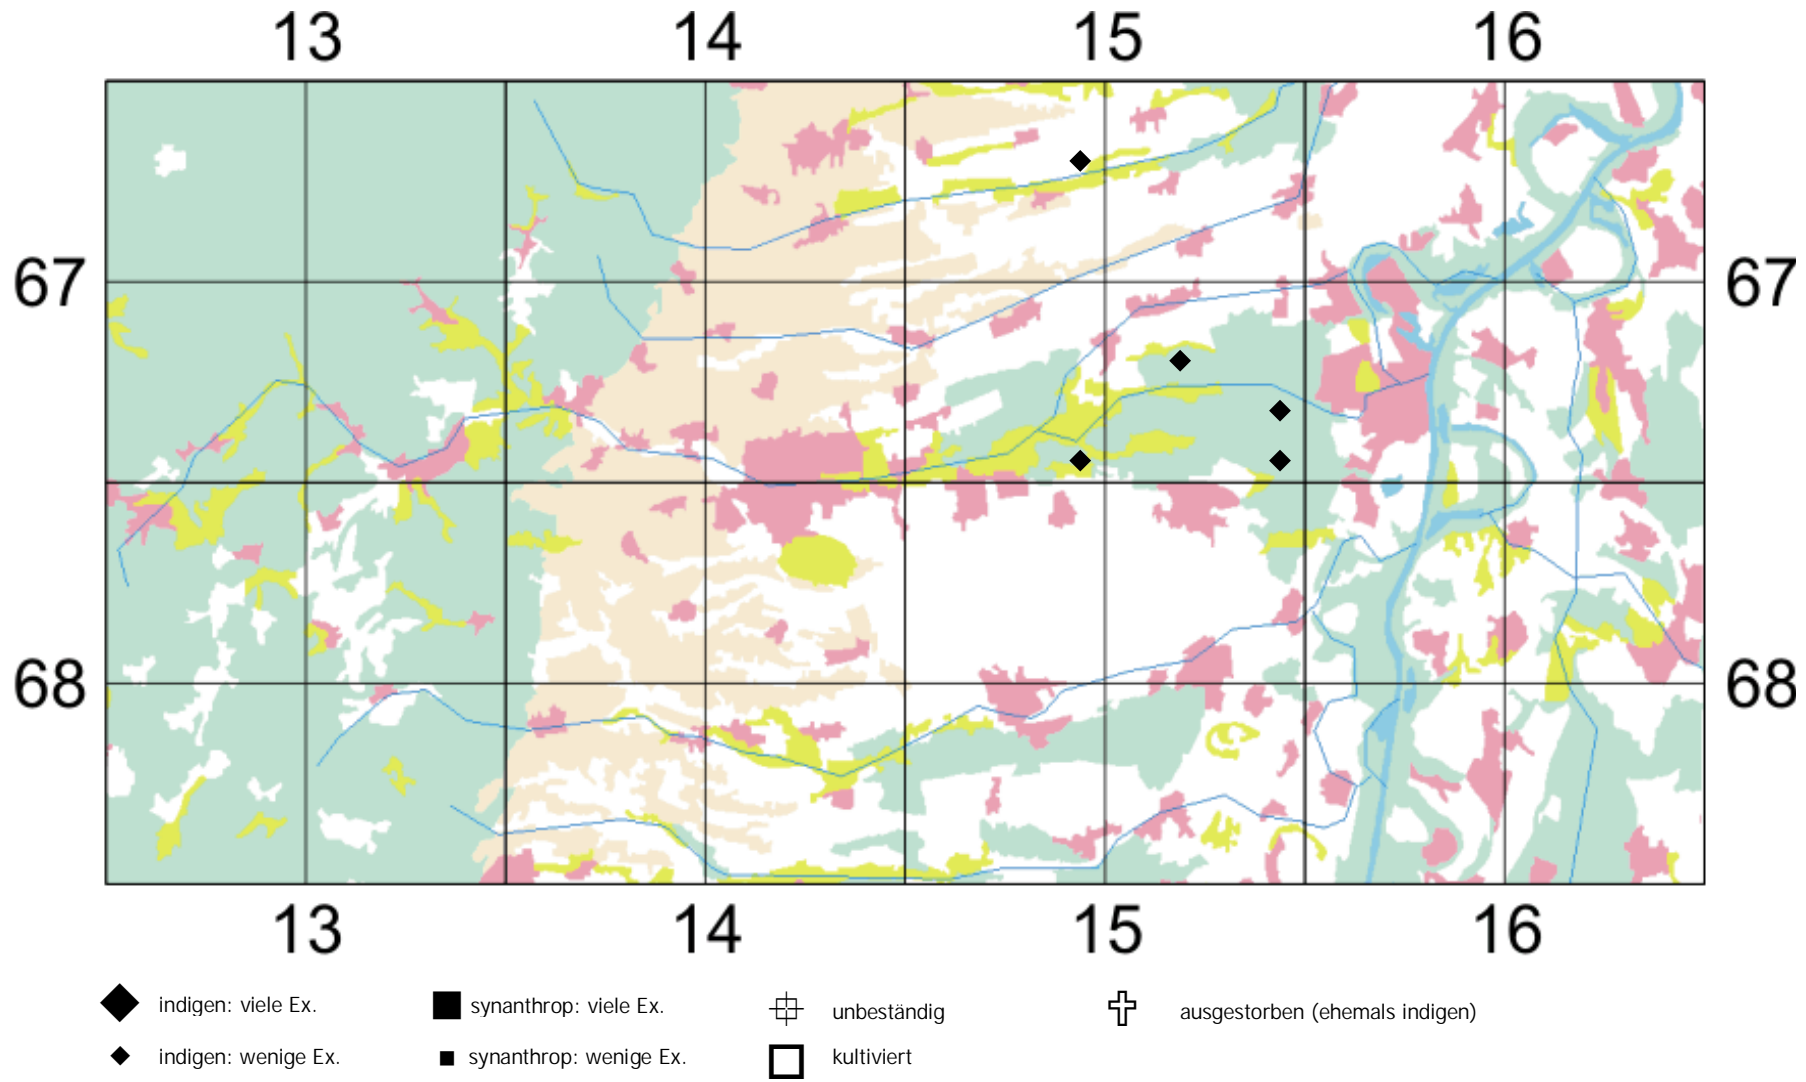 13 14 15 16
67 67
68 68
13 14 15 16
indigen: viele Ex. synanthrop: viele Ex. unbeständig ausgestorben (ehemals indigen)
indigen: wenige Ex. synanthrop: wenige Ex. kultiviert